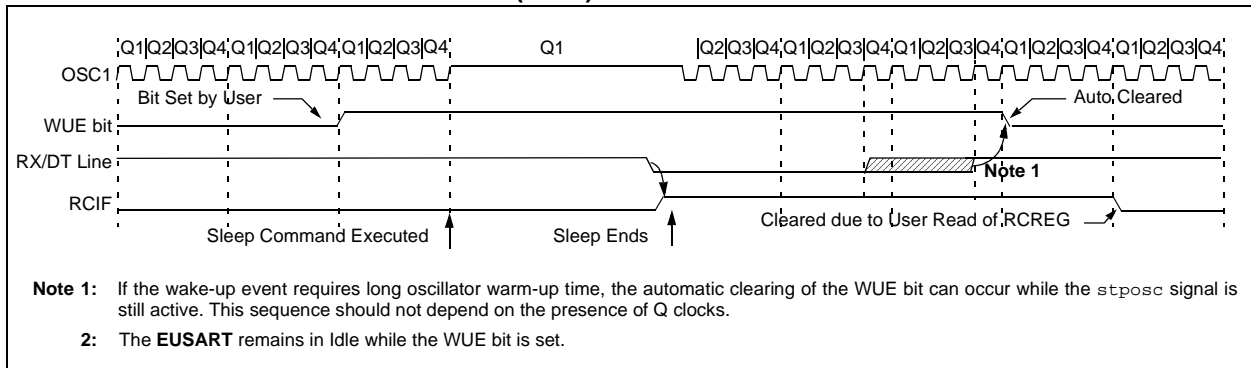 Q1|Q2|Q3|Q4|Q1|Q2|Q3|Q4|Q1|Q2|Q3|Q4 Q1 |Q2|Q3|Q4|Q1|Q2|Q3|Q4|Q1|Q2|Q3|Q4|Q1|Q2|Q3|Q4|Q1|Q2|Q3|Q4
OSC1
Bit Set by User Auto Cleared
WUE bit
RX/DT Line
Note 1
RCIF
Cleared due to User Read of RCREG
Sleep Command Executed Sleep Ends
Note 1: If the wake-up event requires long oscillator warm-up time, the automatic clearing of the WUE bit can occur while the stposc signal is
still active. This sequence should not depend on the presence of Q clocks.
2: The EUSART remains in Idle while the WUE bit is set.